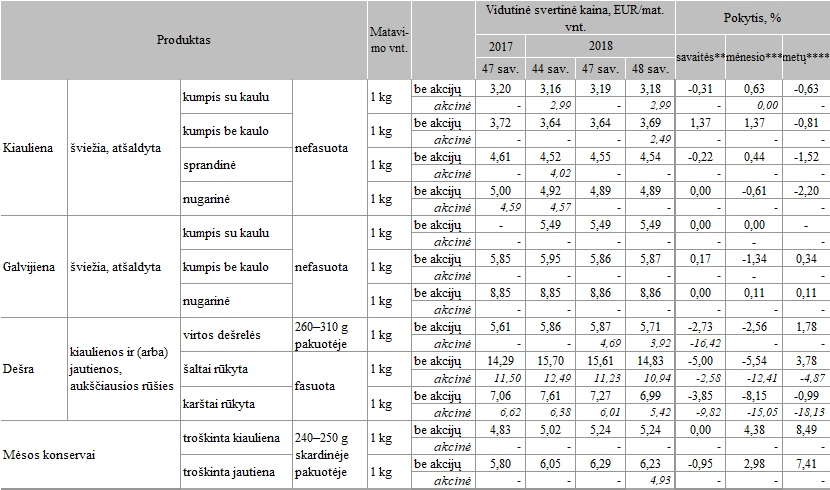 Produktas Matavi-mo vnt. Vidutinė svertinė kaina, EUR/mat. vnt. Pokytis, %
2017 2018 savaitės** mėnesio*** metų****
47 sav. 44 sav. 47 sav. 48 sav.
Kiauliena šviežia, atšaldyta kumpis su kaulu nefasuota 1 kg be akcijų 3,20 3,16 3,19 3,18 -0,31 0,63 -0,63
akcinė - 2,99 - 2,99 - 0,00 -
kumpis be kaulo 1 kg be akcijų 3,72 3,64 3,64 3,69 1,37 1,37 -0,81
akcinė - - - 2,49 - - -
sprandinė 1 kg be akcijų 4,61 4,52 4,55 4,54 -0,22 0,44 -1,52
akcinė - 4,02 - - - - -
nugarinė 1 kg be akcijų 5,00 4,92 4,89 4,89 0,00 -0,61 -2,20
akcinė 4,59 4,57 - - - - -
Galvijiena šviežia, atšaldyta kumpis su kaulu nefasuota 1 kg be akcijų - 5,49 5,49 5,49 0,00 0,00 -
akcinė - - - - - - -
kumpis be kaulo 1 kg be akcijų 5,85 5,95 5,86 5,87 0,17 -1,34 0,34
akcinė - - - - - - -
nugarinė 1 kg be akcijų 8,85 8,85 8,86 8,86 0,00 0,11 0,11
akcinė - - - - - - -
Dešra kiaulienos ir (arba) jautienos, aukščiausios rūšies virtos dešrelės 260–310 g pakuotėje 1 kg be akcijų 5,61 5,86 5,87 5,71 -2,73 -2,56 1,78
akcinė - - 4,69 3,92 -16,42 - -
šaltai rūkyta fasuota 1 kg be akcijų 14,29 15,70 15,61 14,83 -5,00 -5,54 3,78
akcinė 11,50 12,49 11,23 10,94 -2,58 -12,41 -4,87
karštai rūkyta 1 kg be akcijų 7,06 7,61 7,27 6,99 -3,85 -8,15 -0,99
akcinė 6,62 6,38 6,01 5,42 -9,82 -15,05 -18,13
Mėsos konservai troškinta kiauliena 240–250 g skardinėje pakuotėje 1 kg be akcijų 4,83 5,02 5,24 5,24 0,00 4,38 8,49
akcinė - - - - - - -
troškinta jautiena 1 kg be akcijų 5,80 6,05 6,29 6,23 -0,95 2,98 7,41
akcinė - - - 4,93 - - -